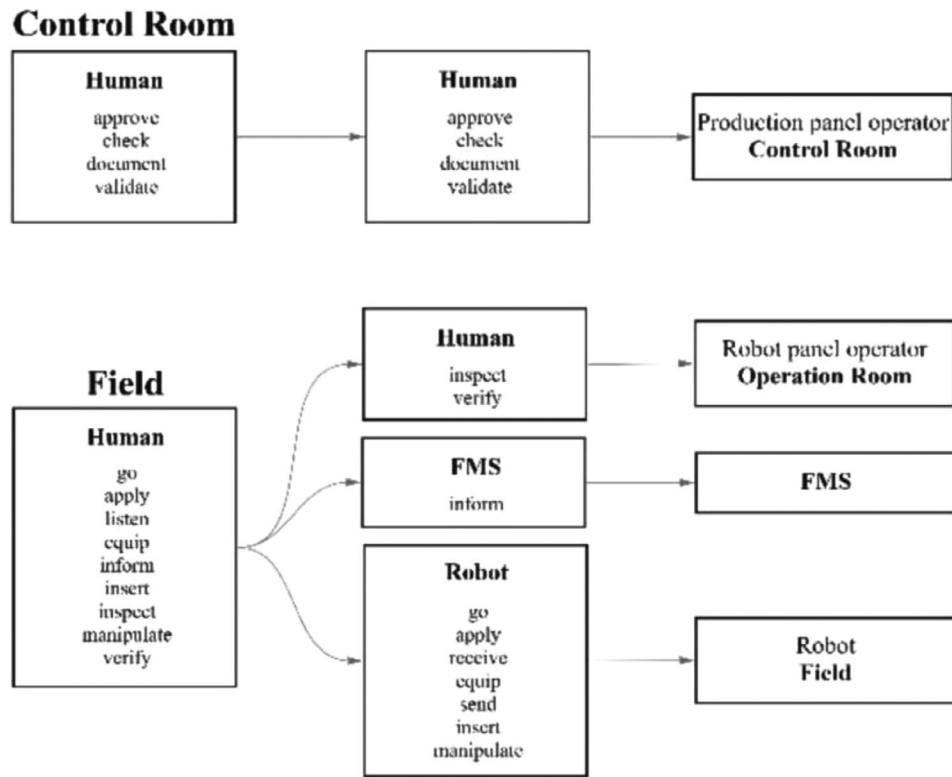 Control Room
Human
approve
check
document
validate
Human
approve
check
document
validate
Production panel operator
Control Room
Field
Human
go
apply
listen
equip
inform
insert
inspect
manipulate
verify
Human
inspect
verify
Robot panel operator
Operation Room
FMS
inform
FMS
Robot
go
apply
receive
equip
send
insert
manipulate
Robot
Field